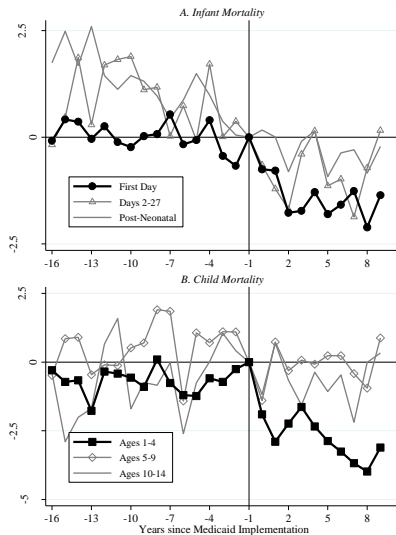 A. Infant Mortality
2.5
0
-2.5
First Day
Days 2-27
Post-Neonatal
-16 -13 -10 -7 -4 -1 2 5 8
B. Child Mortality
2.5
0
-2.5
-5
Ages 1-4
Ages 5-9
Ages 10-14
-16 -13 -10 -7 -4 -1 2 5 8
Years since Medicaid Implementation